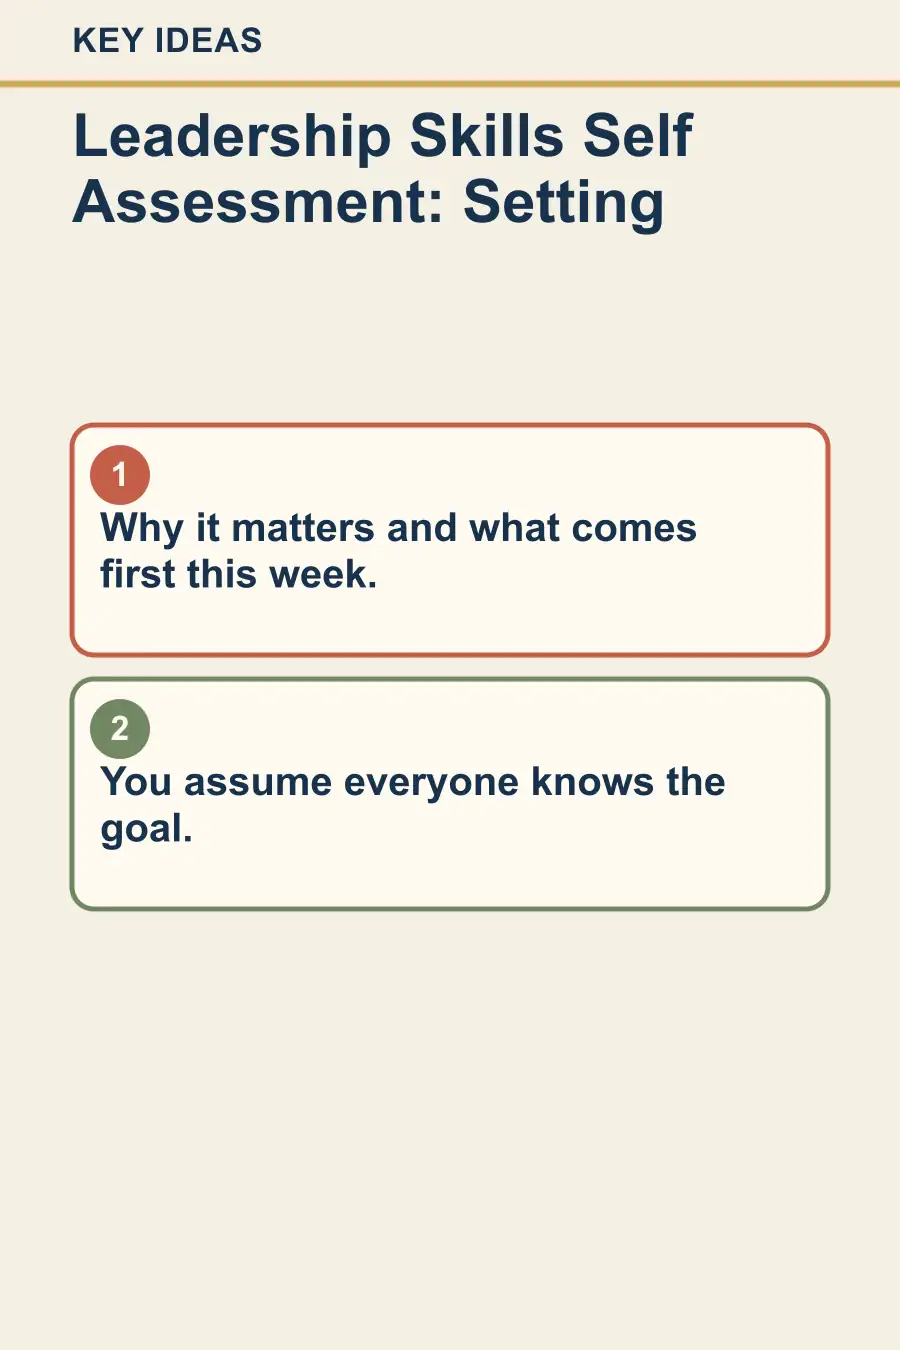 KEY IDEAS
Leadership Skills Self
Assessment: Setting
1
Why it matters and what comes
first this week.
2
You assume everyone knows the
goal.